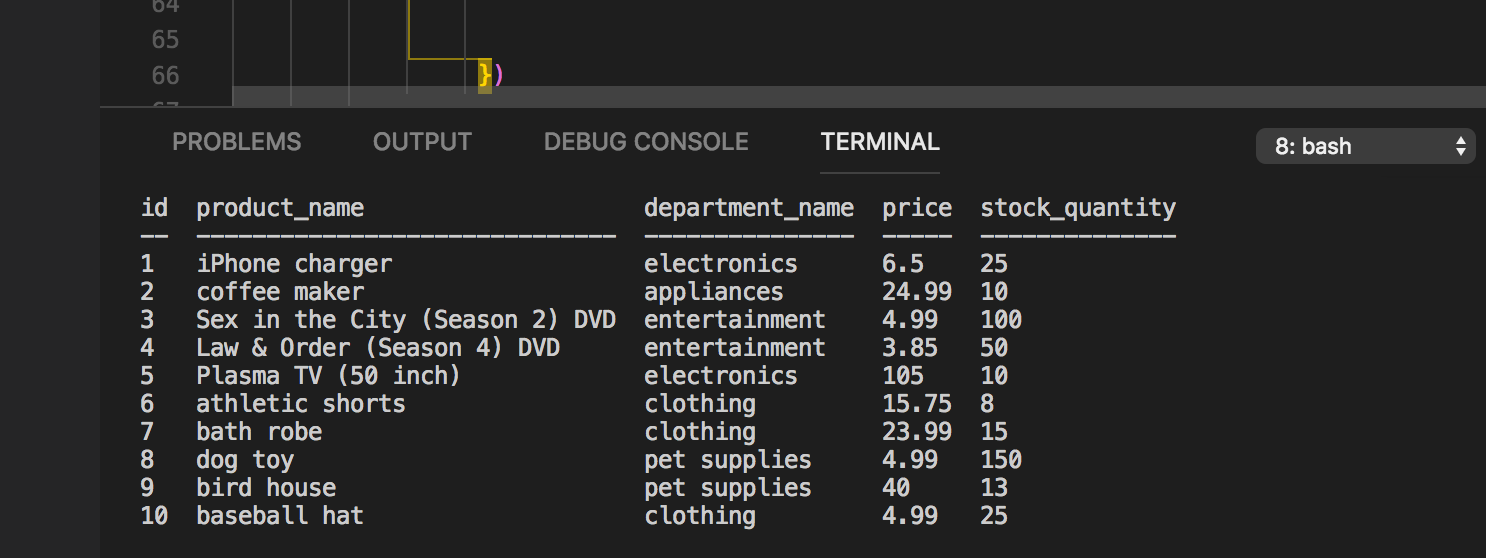 64
65
66 })
67
PROBLEMS OUTPUT DEBUG CONSOLE TERMINAL 8: bash
id product_name department_name price stock_quantity
-- ------------------------------ --------------- ----- --------------
1 iPhone charger electronics 6.5 25
2 coffee maker appliances 24.99 10
3 Sex in the City (Season 2) DVD entertainment 4.99 100
4 Law & Order (Season 4) DVD entertainment 3.85 50
5 Plasma TV (50 inch) electronics 105 10
6 athletic shorts clothing 15.75 8
7 bath robe clothing 23.99 15
8 dog toy pet supplies 4.99 150
9 bird house pet supplies 40 13
10 baseball hat clothing 4.99 25